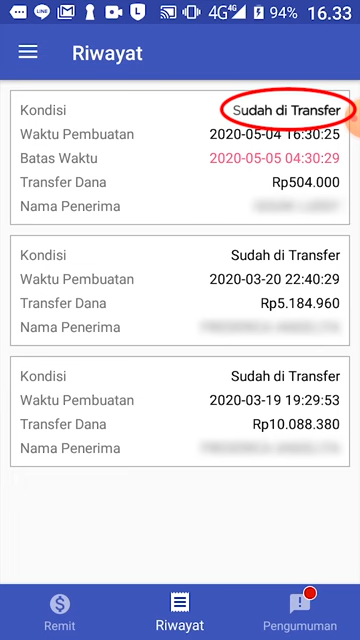 4G 4G 94% 16.33
Riwayat
Kondisi Sudah di Transfer
Waktu Pembuatan 2020-05-04 16:30:25
Batas Waktu 2020-05-05 04:30:29
Transfer Dana Rp504.000
Nama Penerima
Kondisi Sudah di Transfer
Waktu Pembuatan 2020-03-20 22:40:29
Transfer Dana Rp5.184.960
Nama Penerima
Kondisi Sudah di Transfer
Waktu Pembuatan 2020-03-19 19:29:53
Transfer Dana Rp10.088.380
Nama Penerima
Remit Riwayat Pengumuman